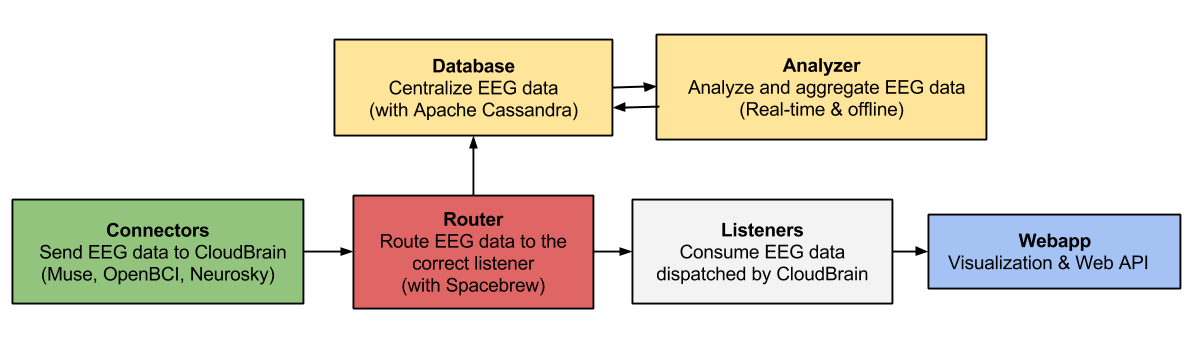 Database
Centralize EEG data
(with Apache Cassandra)
Analyzer
Analyze and aggregate EEG data
(Real-time & offline)
Connectors
Send EEG data to CloudBrain
(Muse, OpenBCI, Neurosky)
Router
Route EEG data to the
correct listener
(with Spacebrew)
Listeners
Consume EEG data
dispatched by CloudBrain
Webapp
Visualization & Web API